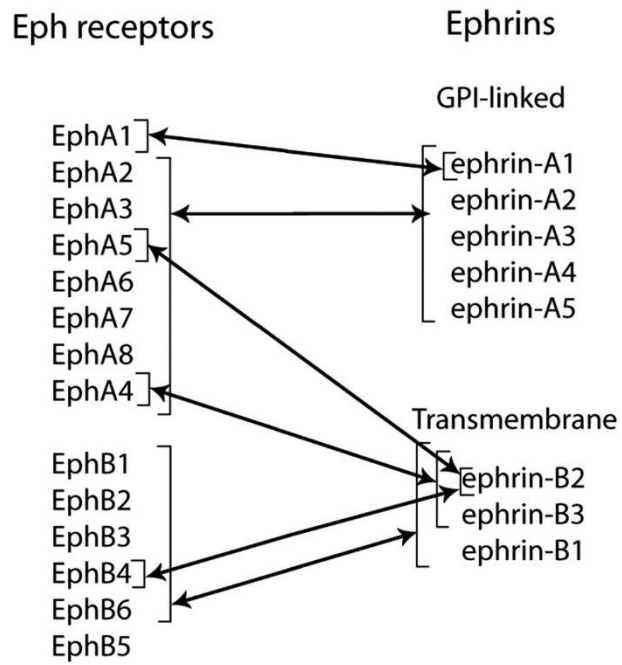 Eph receptors
Ephrins
GPI-linked
EphA1
EphA2
EphA3
EphA5
EphA6
EphA7
EphA8
EphA4
EphB1
EphB2
EphB3
EphB4
EphB6
EphB5
ephrin-A1
ephrin-A2
ephrin-A3
ephrin-A4
ephrin-A5
Transmembrane
ephrin-B2
ephrin-B3
ephrin-B1